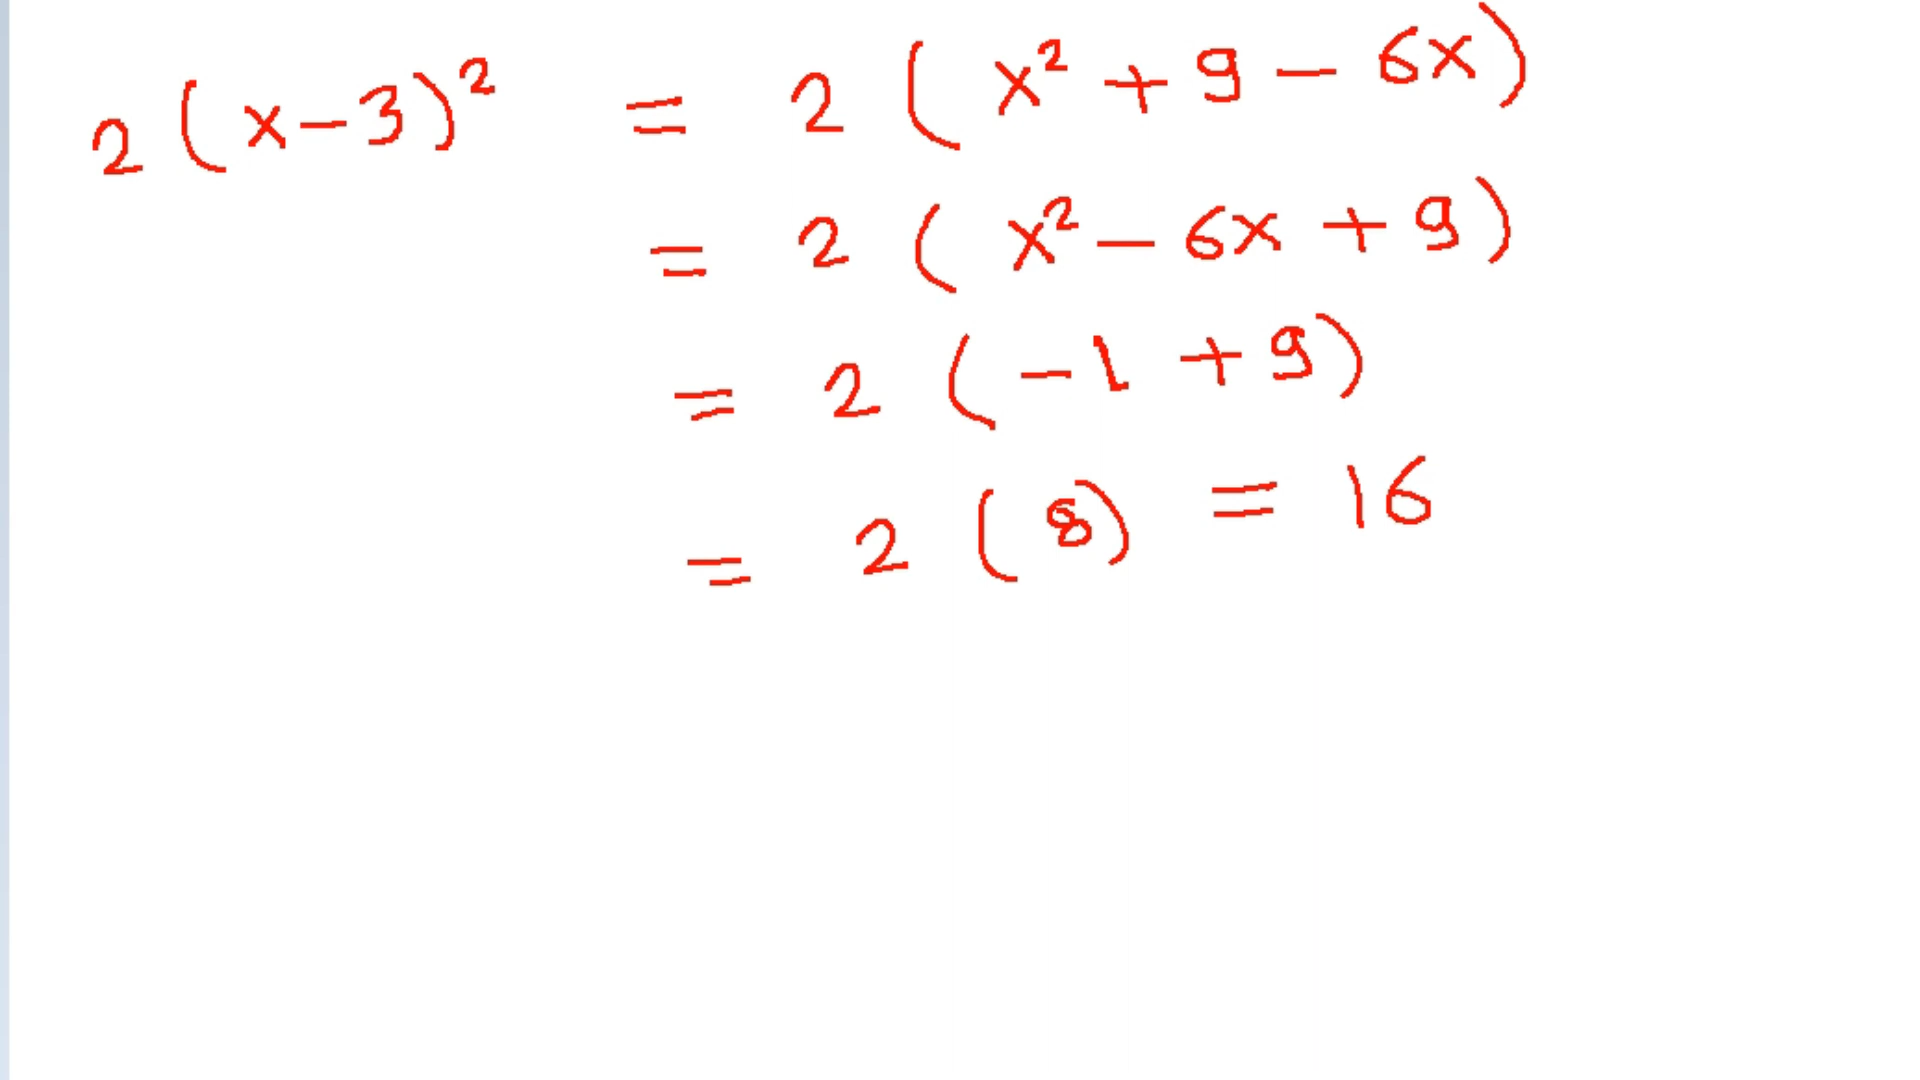 2 (x-3)² = 2 (x² + 9 - 6x)
= 2 (x² - 6x + 9)
= 2 (-1 + 9)
= 2 (8) = 16